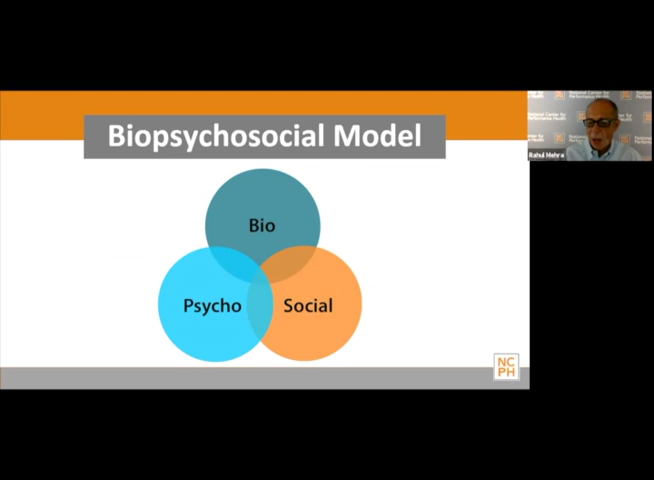 Biopsychosocial Model
Bio
Psycho
Social
NC
PH
Rahul Mehra